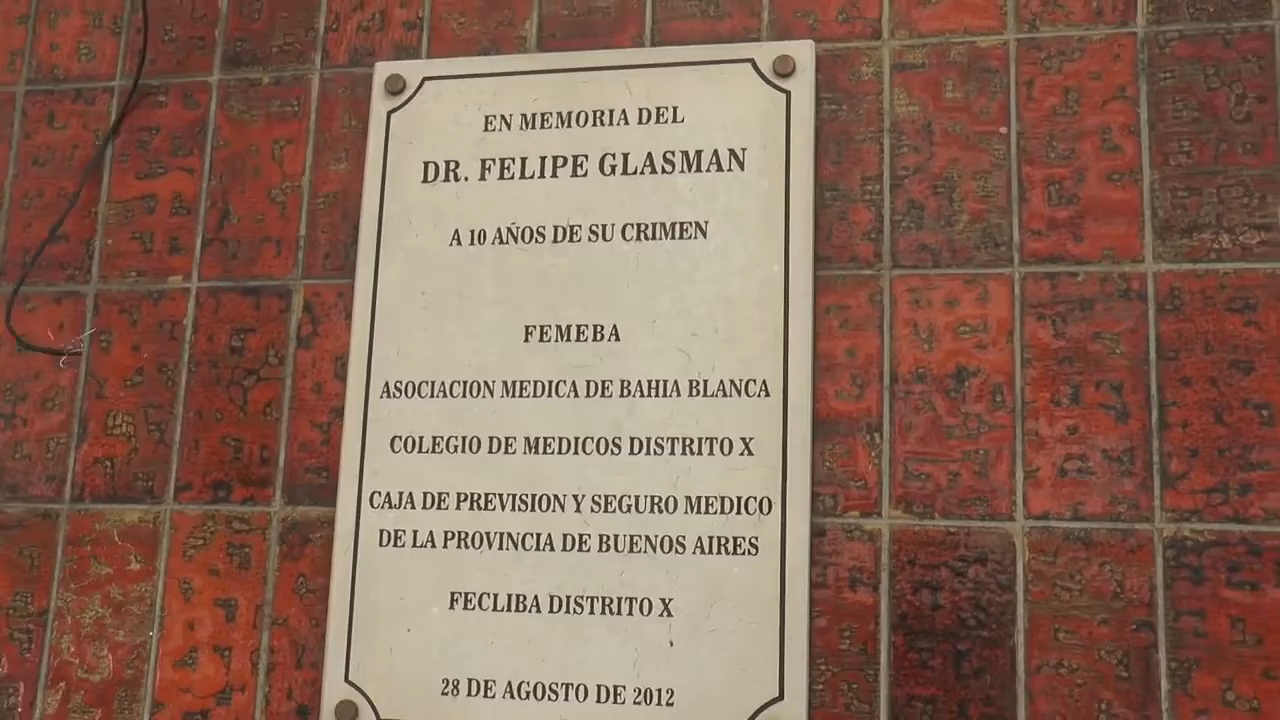 EN MEMORIA DEL
DR. FELIPE GLASMAN
A 10 AÑOS DE SU CRIMEN
FEMEBA
ASOCIACION MEDICA DE BAHIA BLANCA
COLEGIO DE MEDICOS DISTRITO X
CAJA DE PREVISION Y SEGURO MEDICO
DE LA PROVINCIA DE BUENOS AIRES
FECLIBA DISTRITO X
28 DE AGOSTO DE 2012